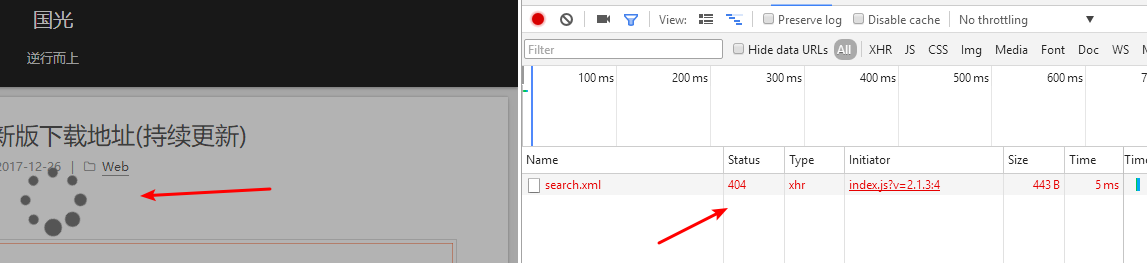 国光
逆行而上
新版下载地址(持续更新)
2017-12-26 | Web
View: Preserve log Disable cache No throttling
Filter Hide data URLs All XHR JS CSS Img Media Font Doc WS
100 ms 200 ms 300 ms 400 ms 500 ms 600 ms 7
Name Status Type Initiator Size Time Time
search.xml 404 xhr index.js?v=2.1.3:4 443 B 5 ms